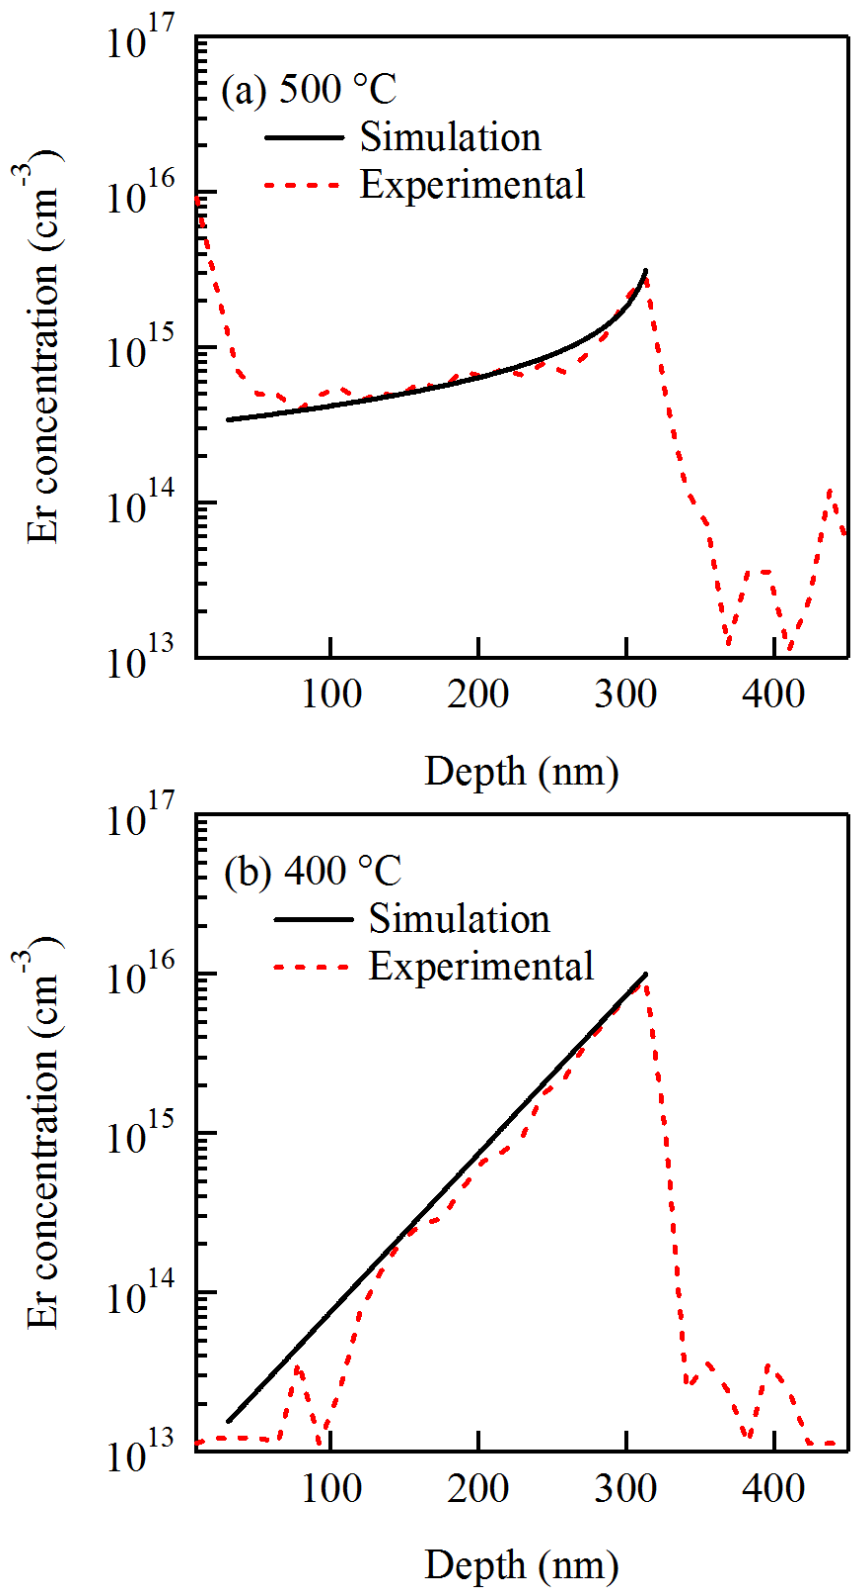 10^17
(a) 500 °C
Simulation
Experimental
10^16
10^15
10^14
10^13
Er concentration (cm^-3)
100 200 300 400
Depth (nm)
10^17
(b) 400 °C
Simulation
Experimental
10^16
10^15
10^14
10^13
Er concentration (cm^-3)
100 200 300 400
Depth (nm)